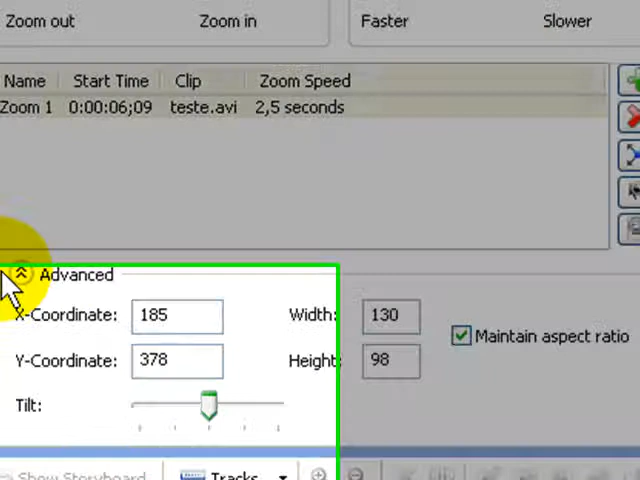 Zoom out Zoom in Faster Slower
Name Start Time Clip Zoom Speed
Zoom 1 0:00:06;09 teste.avi 2,5 seconds
Advanced
X-Coordinate: 185 Width: 130
Maintain aspect ratio
Y-Coordinate: 378 Height: 98
Tilt:
Show Storyboard Tracks